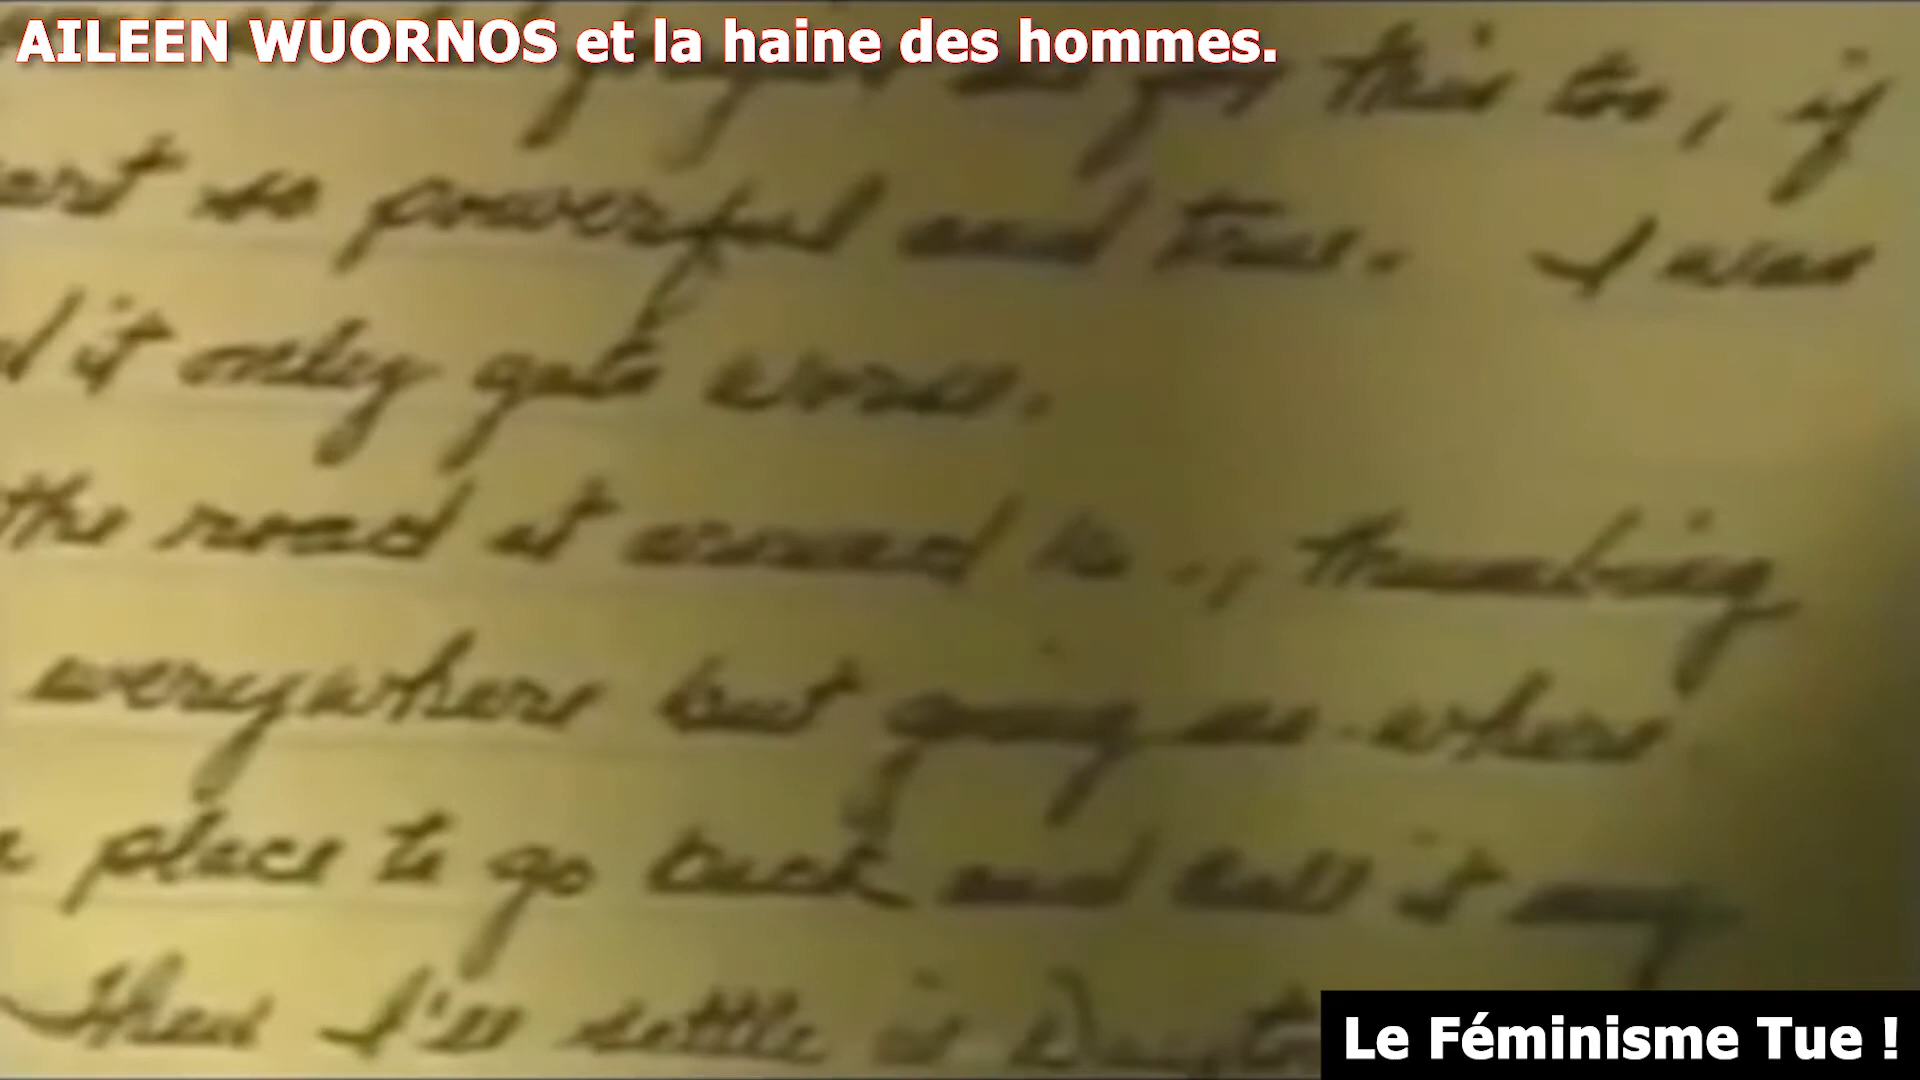 AILEEN WUORNOS et la haine des hommes.
this too, if
so powerful and true. I was
it only gets worse.
the road at around 16, thumbing
everywhere but going no-where
place to go back and call it my
then I'll settle in
Le Féminisme Tue !